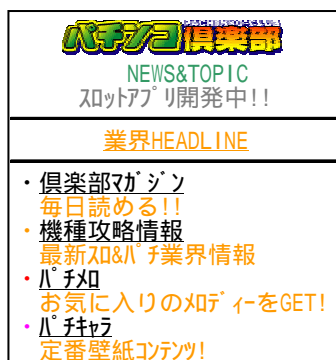 PACHINKO CLUB
パチンコ倶楽部
NEWS&TOPIC
スロットアプリ開発中!!
業界HEADLINE
・倶楽部マガジン
毎日読める!!
・機種攻略情報
最新スロ&パチ業界情報
・パチメロ
お気に入りのメロディーをGET!
・パチキャラ
定番壁紙コンテンツ!